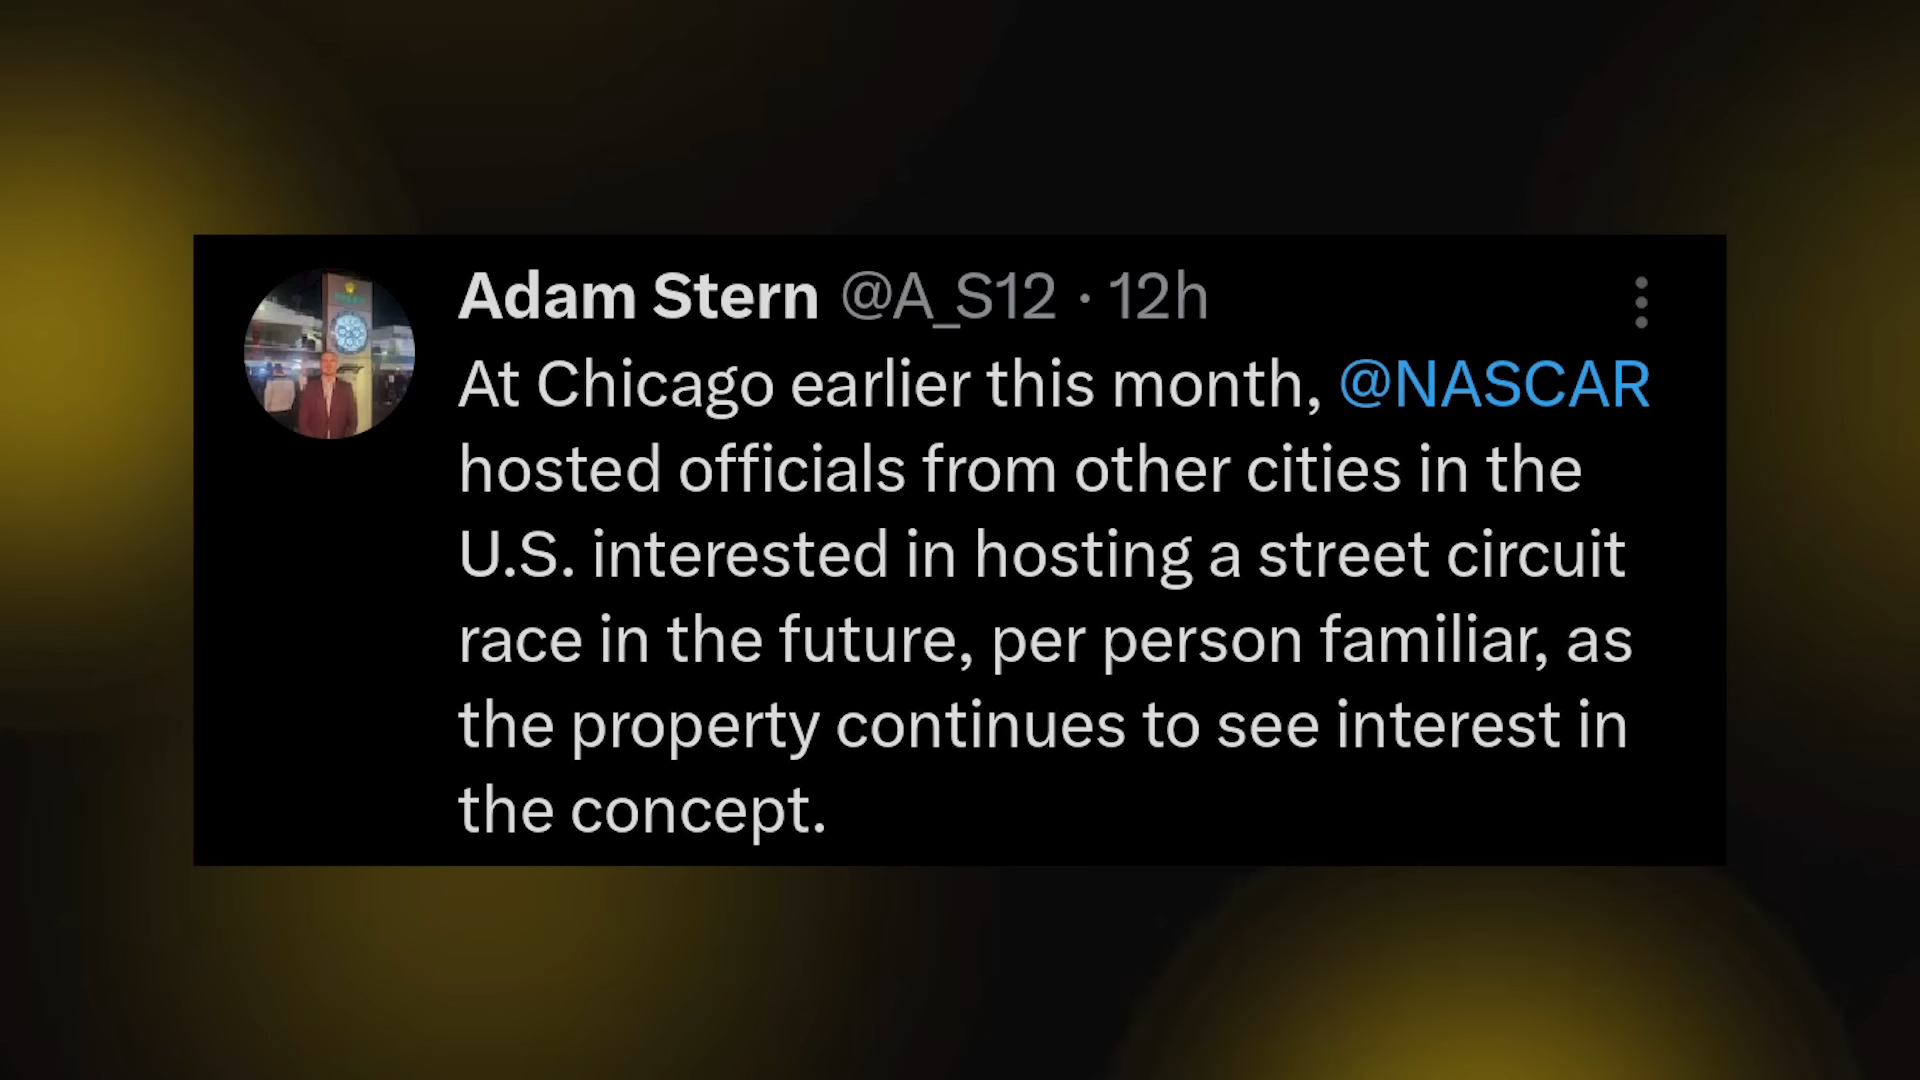 Adam Stern @A_S12 · 12h
At Chicago earlier this month, @NASCAR
hosted officials from other cities in the
U.S. interested in hosting a street circuit
race in the future, per person familiar, as
the property continues to see interest in
the concept.